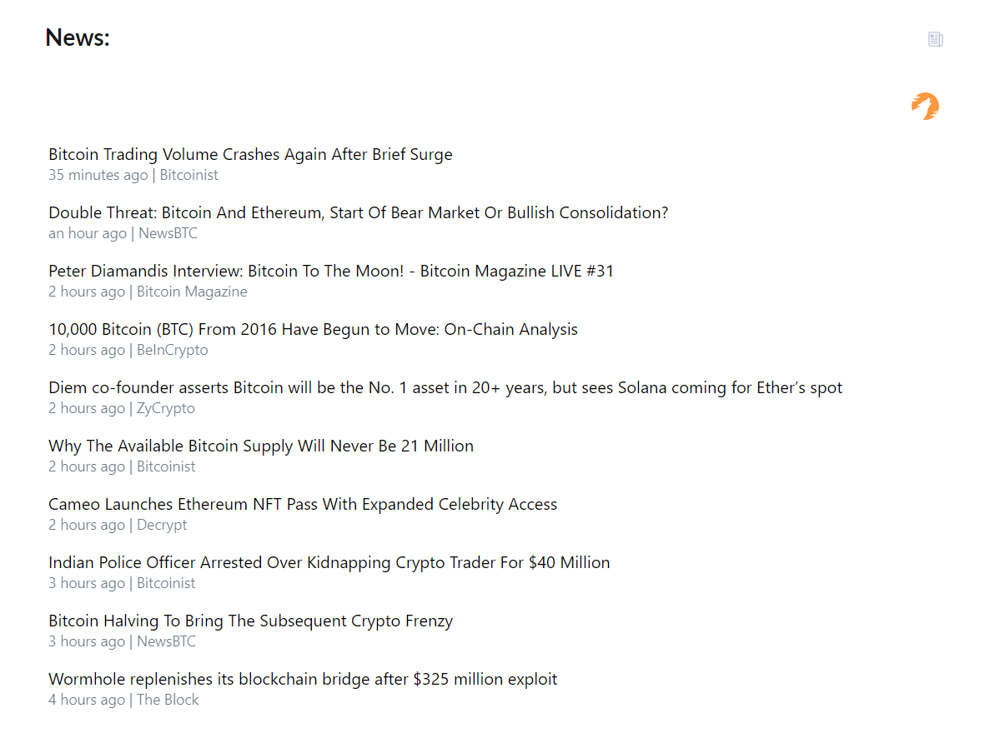 News:
Bitcoin Trading Volume Crashes Again After Brief Surge
35 minutes ago | Bitcoinist
Double Threat: Bitcoin And Ethereum, Start Of Bear Market Or Bullish Consolidation?
an hour ago | NewsBTC
Peter Diamandis Interview: Bitcoin To The Moon! - Bitcoin Magazine LIVE #31
2 hours ago | Bitcoin Magazine
10,000 Bitcoin (BTC) From 2016 Have Begun to Move: On-Chain Analysis
2 hours ago | BeInCrypto
Diem co-founder asserts Bitcoin will be the No. 1 asset in 20+ years, but sees Solana coming for Ether’s spot
2 hours ago | ZyCrypto
Why The Available Bitcoin Supply Will Never Be 21 Million
2 hours ago | Bitcoinist
Cameo Launches Ethereum NFT Pass With Expanded Celebrity Access
2 hours ago | Decrypt
Indian Police Officer Arrested Over Kidnapping Crypto Trader For $40 Million
3 hours ago | Bitcoinist
Bitcoin Halving To Bring The Subsequent Crypto Frenzy
3 hours ago | NewsBTC
Wormhole replenishes its blockchain bridge after $325 million exploit
4 hours ago | The Block